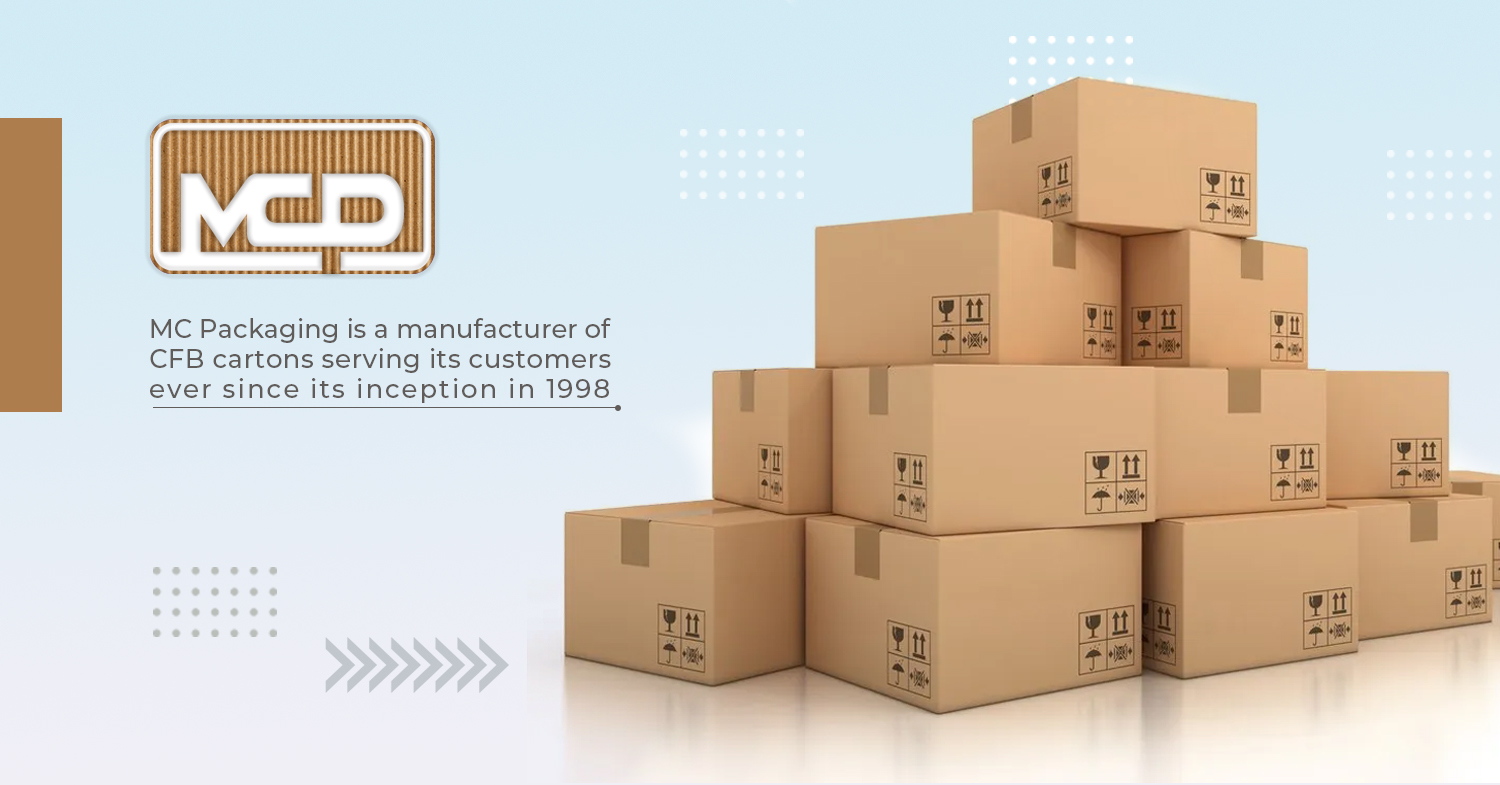 MCP
MC Packaging is a manufacturer of
CFB cartons serving its customers
ever since its inception in 1998